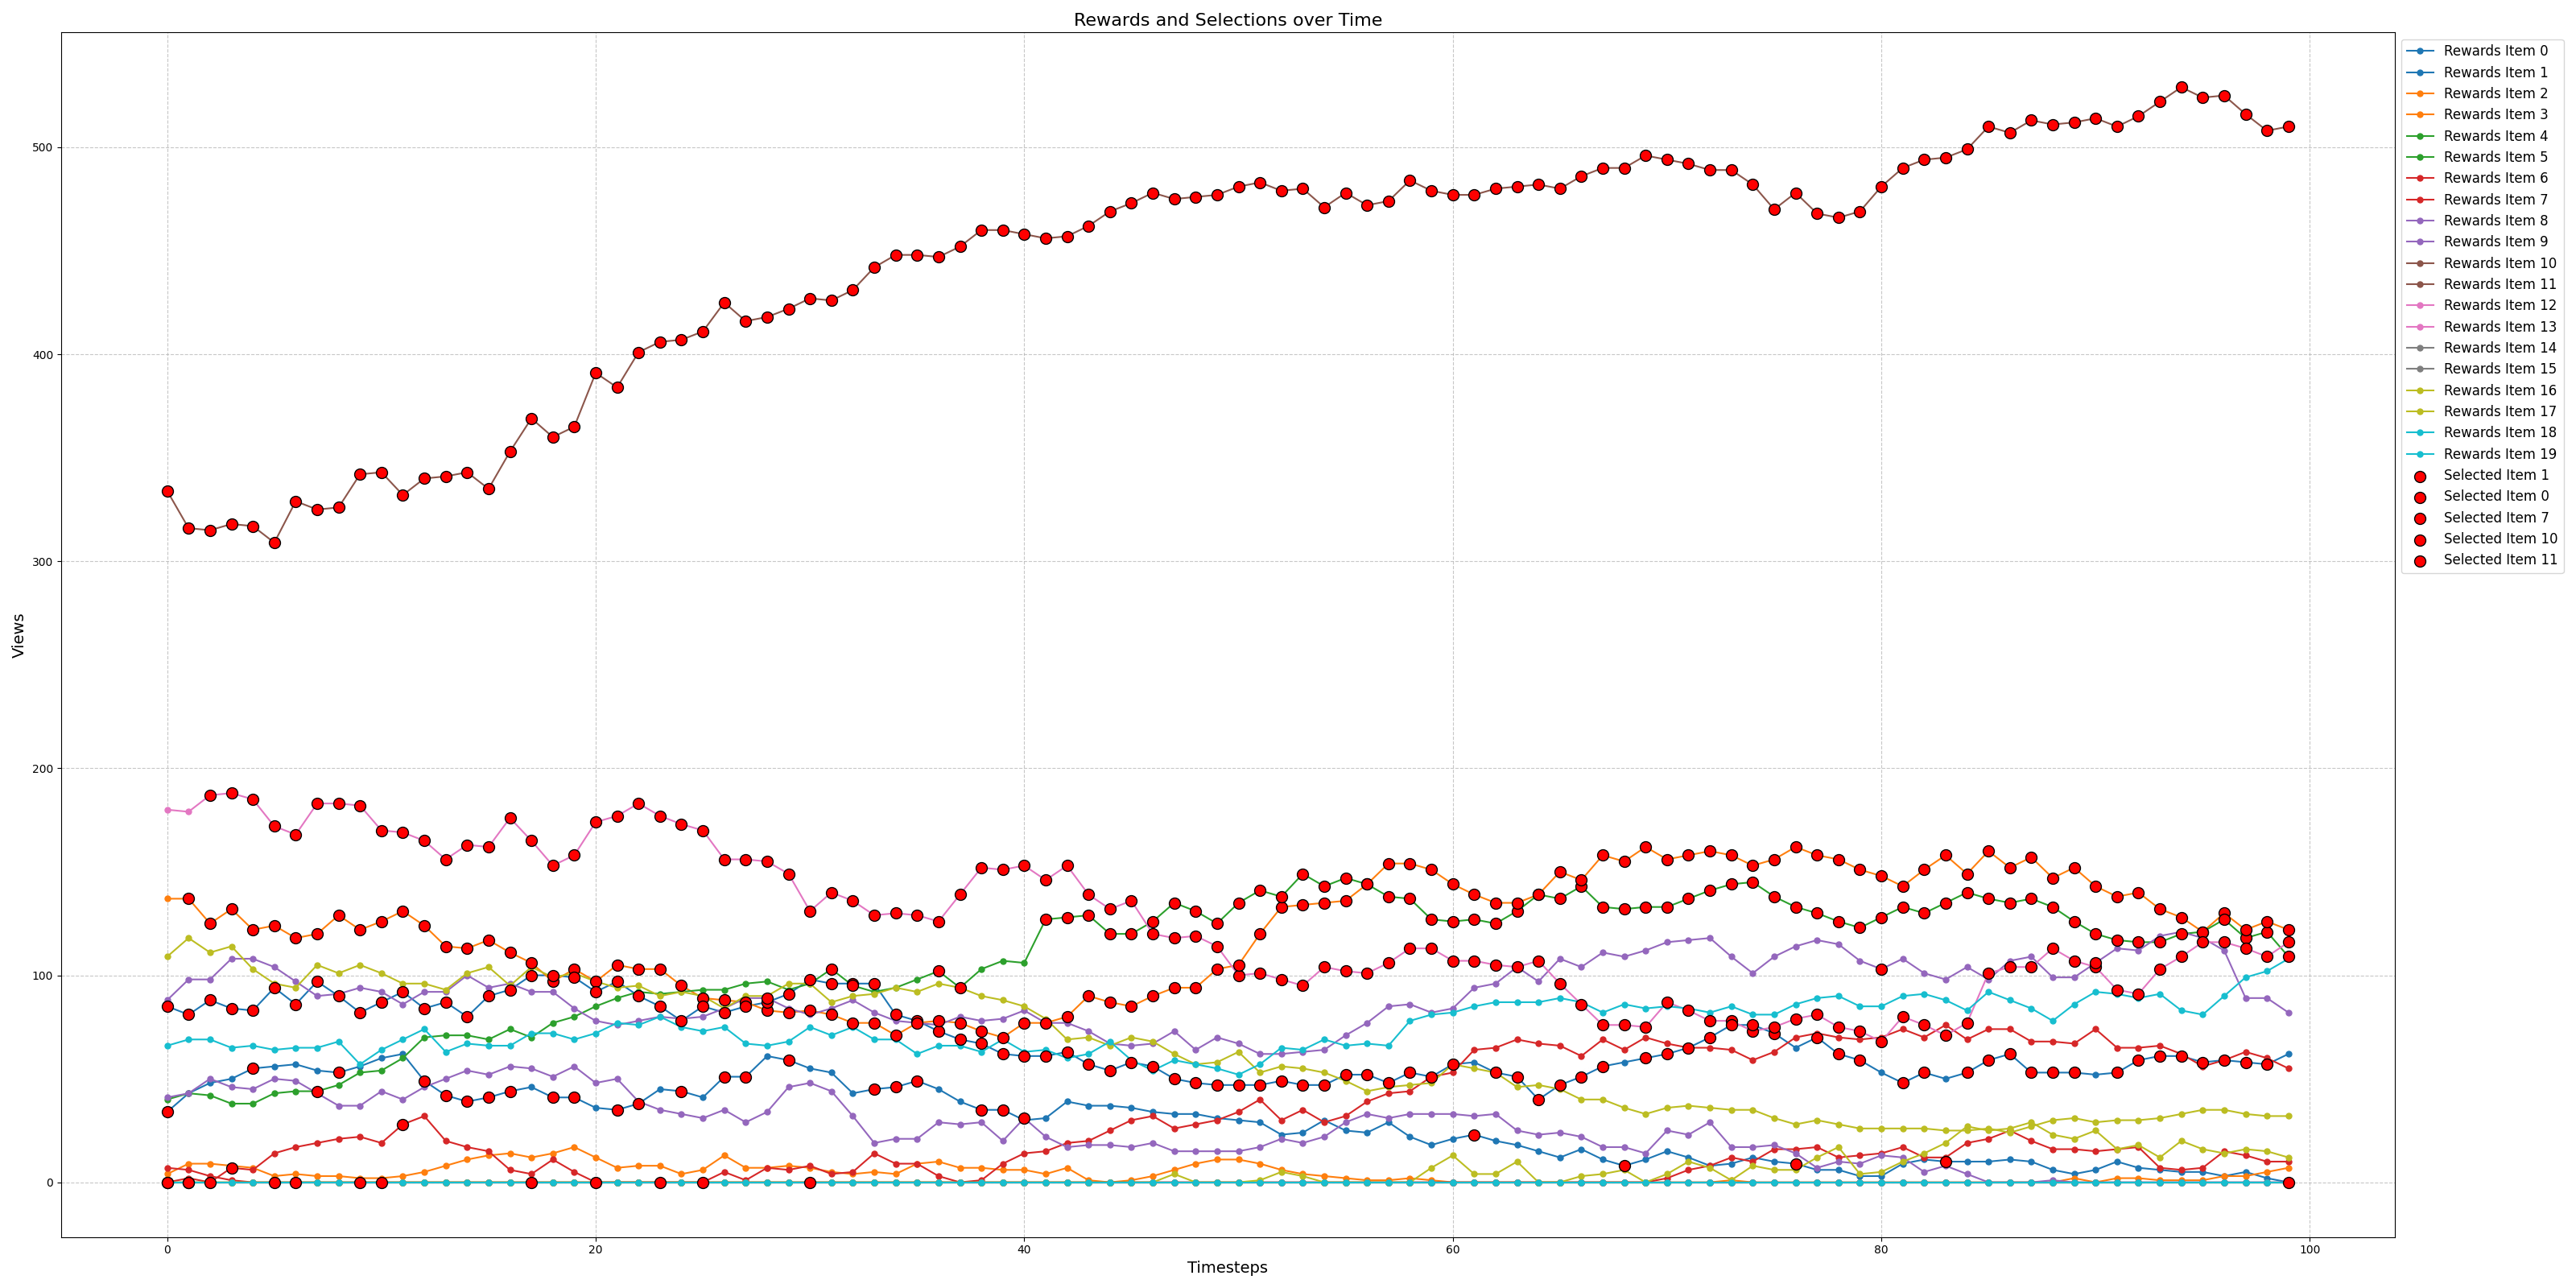 Rewards and Selections over Time
Views
500
400
300
200
100
0
0
20
40
60
80
100
Timesteps
Rewards Item 0
Rewards Item 1
Rewards Item 2
Rewards Item 3
Rewards Item 4
Rewards Item 5
Rewards Item 6
Rewards Item 7
Rewards Item 8
Rewards Item 9
Rewards Item 10
Rewards Item 11
Rewards Item 12
Rewards Item 13
Rewards Item 14
Rewards Item 15
Rewards Item 16
Rewards Item 17
Rewards Item 18
Rewards Item 19
Selected Item 1
Selected Item 0
Selected Item 7
Selected Item 10
Selected Item 11